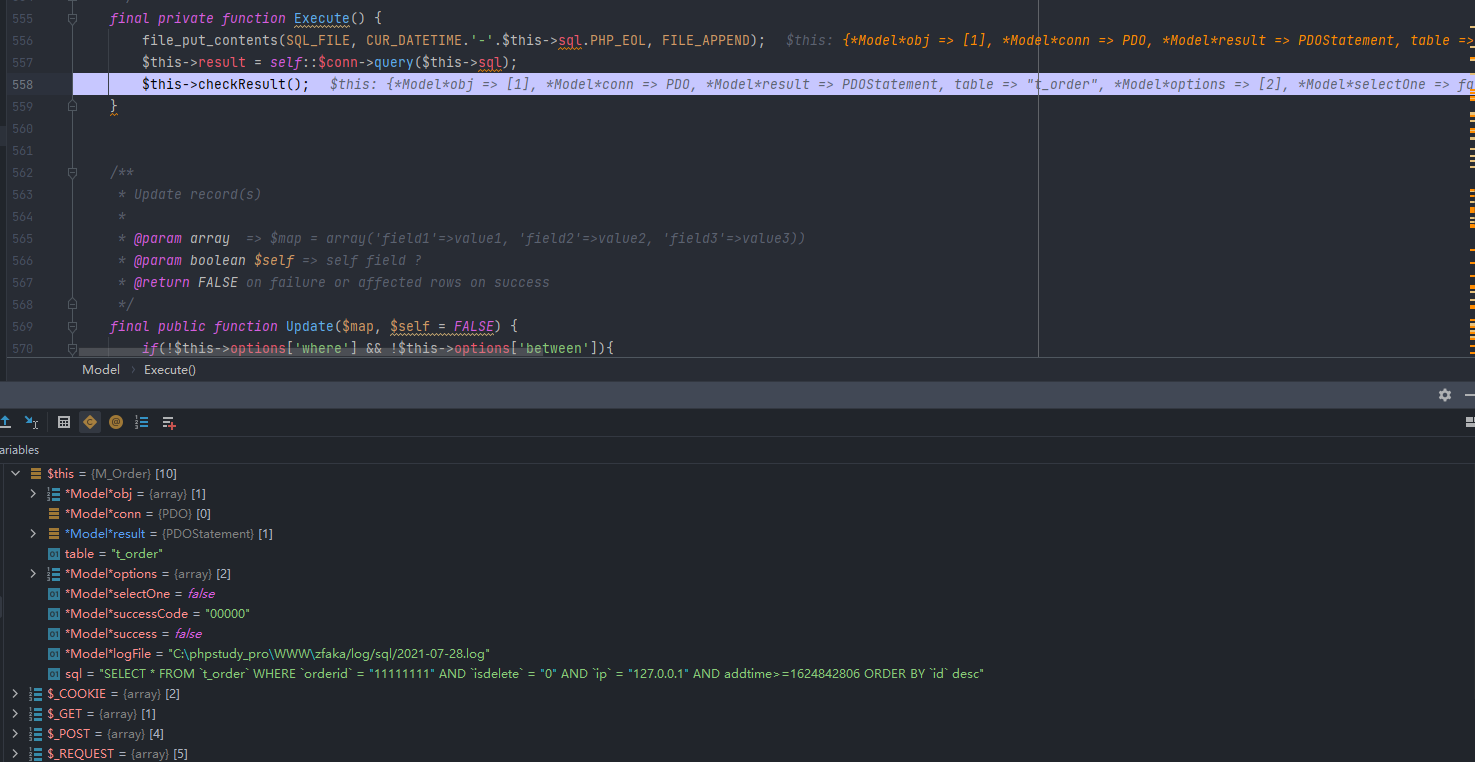 555 final private function Execute() {
556 file_put_contents(SQL_FILE, CUR_DATETIME.'-'.$this->sql.PHP_EOL, FILE_APPEND); $this: {*Model*obj => [1], *Model*conn => PDO, *Model*result => PDOStatement, table =>
557 $this->result = self::$conn->query($this->sql);
558 $this->checkResult(); $this: {*Model*obj => [1], *Model*conn => PDO, *Model*result => PDOStatement, table => "t_order", *Model*options => [2], *Model*selectOne => fa
559 }
560
561
562 /**
563 * Update record(s)
564 *
565 * @param array => $map = array('field1'=>value1, 'field2'=>value2, 'field3'=>value3))
566 * @param boolean $self => self field ?
567 * @return FALSE on failure or affected rows on success
568 */
569 final public function Update($map, $self = FALSE) {
570 if(!$this->options['where'] && !$this->options['between']){
Model › Execute()
ariables
$this = {M_Order} [10]
*Model*obj = {array} [1]
*Model*conn = {PDO} [0]
*Model*result = {PDOStatement} [1]
table = "t_order"
*Model*options = {array} [2]
*Model*selectOne = false
*Model*successCode = "00000"
*Model*success = false
*Model*logFile = "C:\phpstudy_pro\WWW\zfaka/log/sql/2021-07-28.log"
sql = "SELECT * FROM `t_order` WHERE `orderid` = "11111111" AND `isdelete` = "0" AND `ip` = "127.0.0.1" AND addtime>=1624842806 ORDER BY `id` desc"
$_COOKIE = {array} [2]
$_GET = {array} [1]
$_POST = {array} [4]
$_REQUEST = {array} [5]